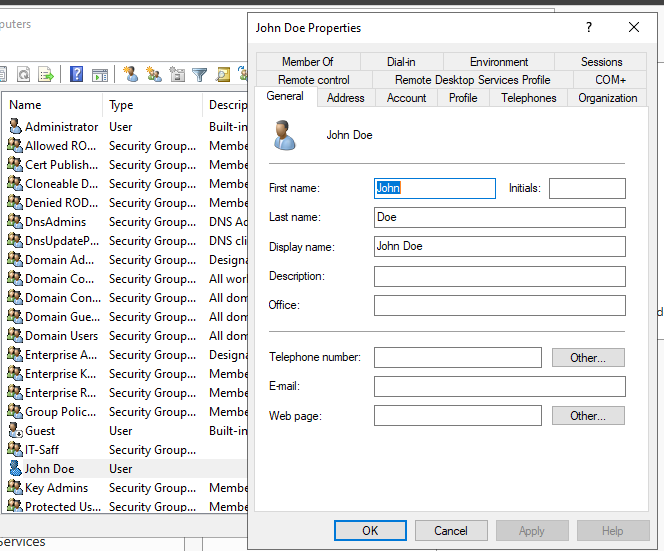 puters
John Doe Properties
? ×
Member Of Dial-in Environment Sessions
Remote control Remote Desktop Services Profile COM+
General Address Account Profile Telephones Organization
John Doe
First name: John Initials:
Last name: Doe
Display name: John Doe
Description:
Office:
Telephone number: Other...
E-mail:
Web page: Other...
OK Cancel Apply Help
Name Type Descrip
Administrator User Built-in
Allowed RO... Security Group... Membe
Cert Publish... Security Group... Membe
Cloneable D... Security Group... Membe
Denied ROD... Security Group... Membe
DnsAdmins Security Group... DNS Ad
DnsUpdateP... Security Group... DNS cli
Domain Ad... Security Group... Designa
Domain Co... Security Group... All work
Domain Con... Security Group... All dom
Domain Gue... Security Group... All dom
Domain Users Security Group... All dom
Enterprise A... Security Group... Designa
Enterprise K... Security Group... Membe
Enterprise R... Security Group... Membe
Group Polic... Security Group... Membe
Guest User Built-in
IT-Saff Security Group...
John Doe User
Key Admins Security Group... Membe
Protected Us... Security Group... Membe
Services
d